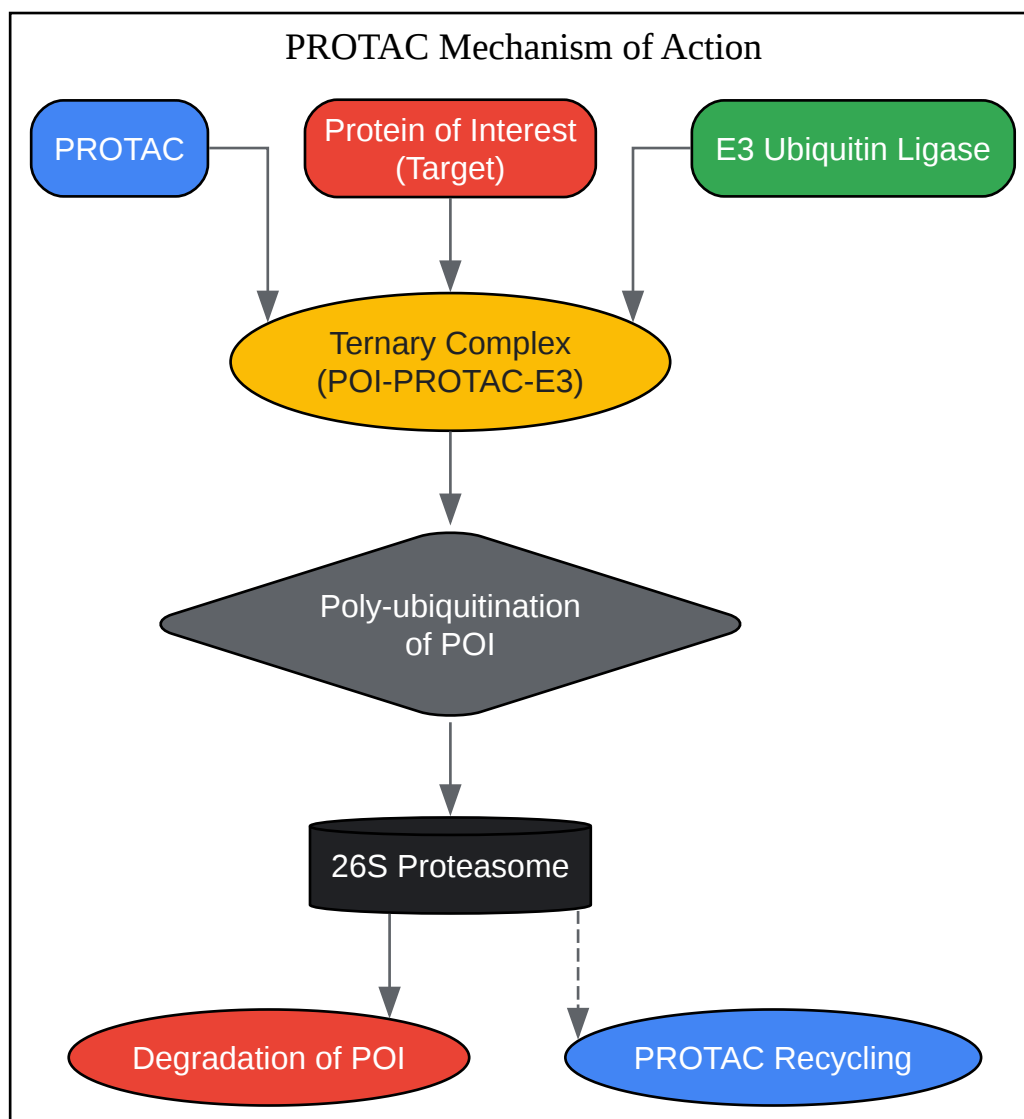 PROTAC Mechanism of Action
PROTAC
Protein of Interest
(Target)
E3 Ubiquitin Ligase
Ternary Complex
(POI-PROTAC-E3)
Poly-ubiquitination
of POI
26S Proteasome
Degradation of POI
PROTAC Recycling